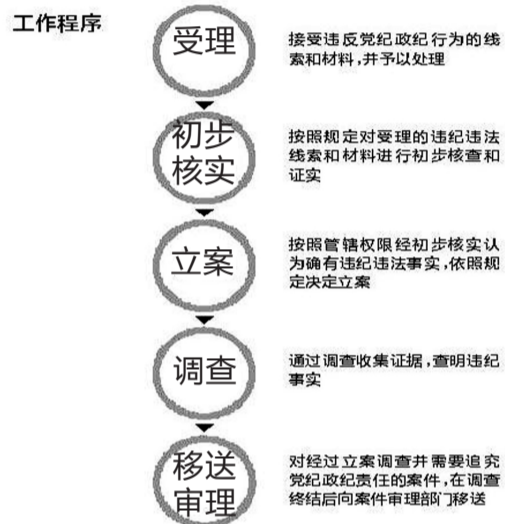 工作程序
受理
接受违反党纪政纪行为的线
索和材料,并予以处理
初步
核实
按照规定对受理的违纪违法
线索和材料进行初步核查和
证实
立案
按照管辖权限经初步核实认
为确有违纪违法事实,依照规
定决定立案
调查
通过调查收集证据,查明违纪
事实
移送
审理
对经过立案调查并需要追究
党纪政纪责任的案件,在调查
终结后向案件审理部门移送